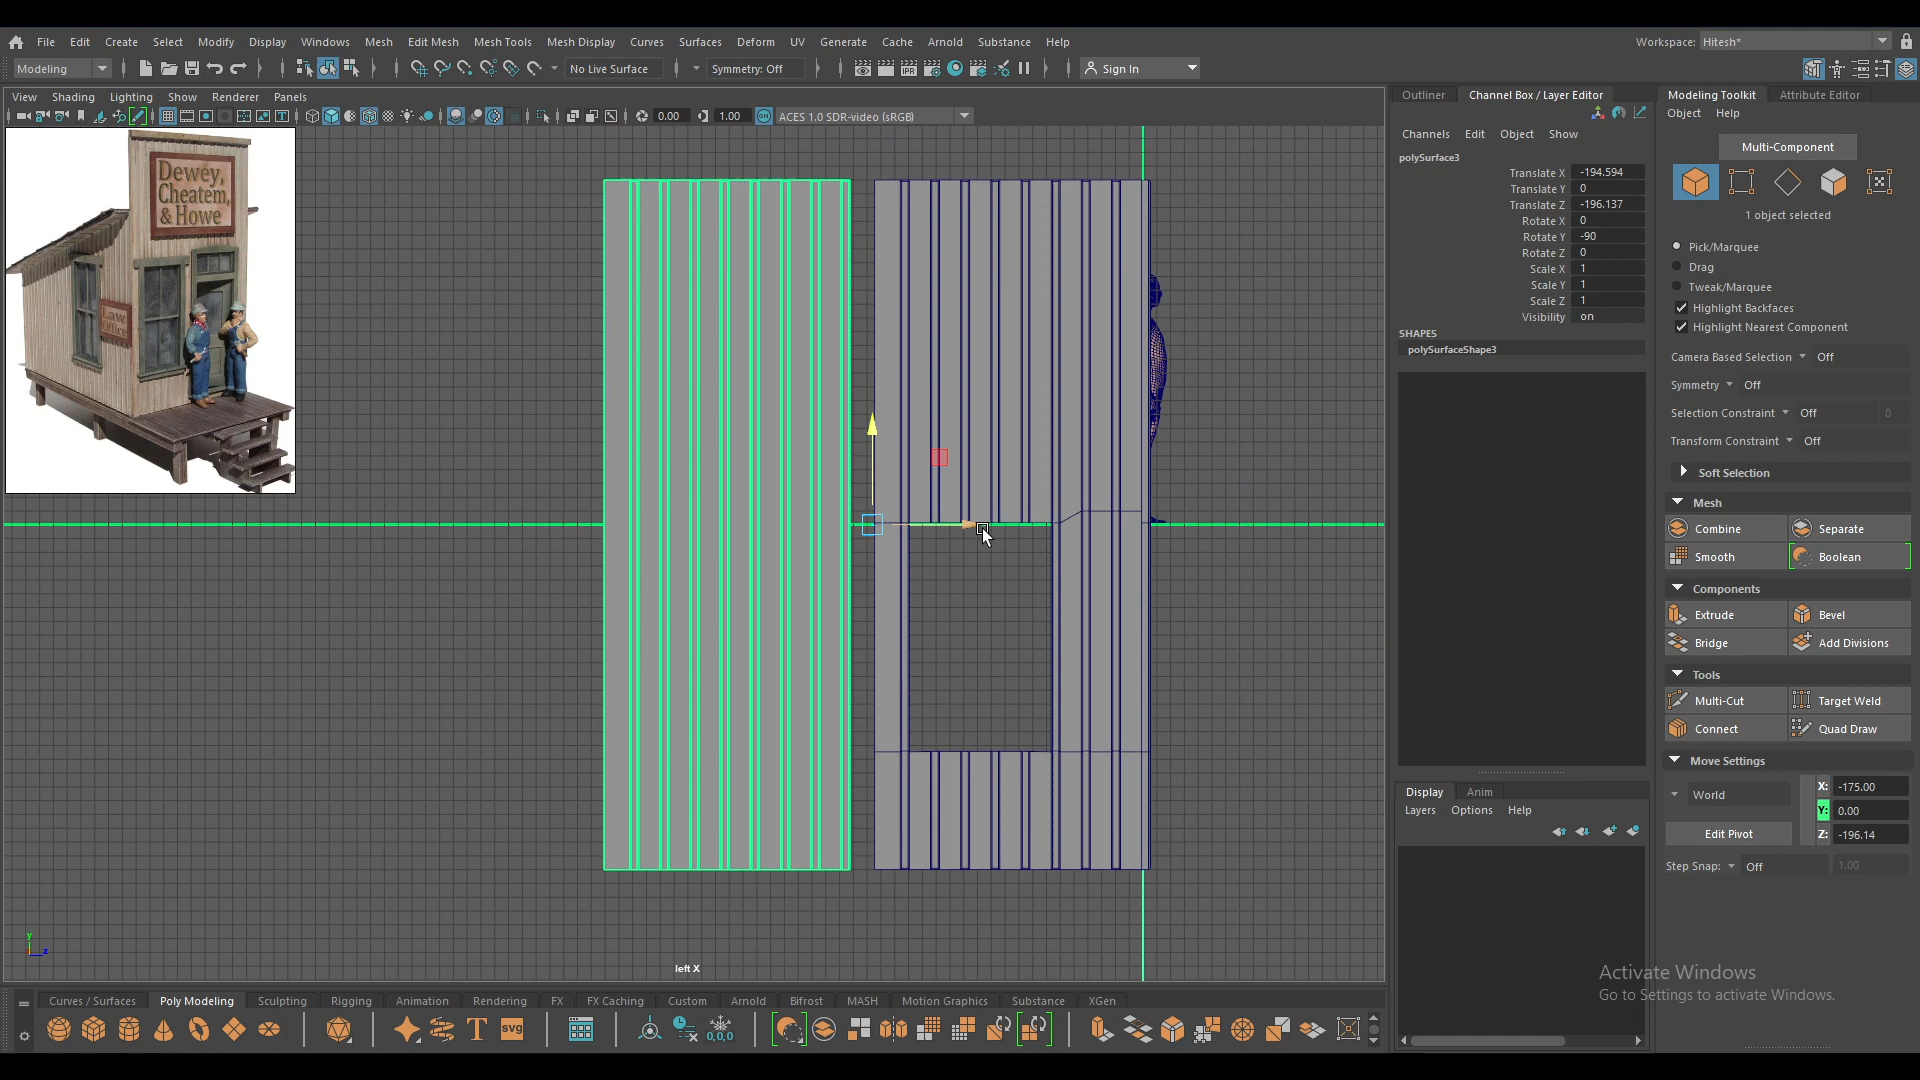 File Edit Create Select Modify Display Windows Mesh Edit Mesh Mesh Tools Mesh Display Curves Surfaces Deform UV Generate Cache Arnold Substance Help
Workspace: Hitesh*
Modeling
No Live Surface
Symmetry: Off
IPR
Sign In
View Shading Lighting Show Renderer Panels
0.00
1.00
ON
ACES 1.0 SDR-video (sRGB)
Dewey,
Cheatem,
& Howe
Law
Office
left X
y
z
Outliner
Channel Box / Layer Editor
Channels Edit Object Show
polySurface3
Translate X -194.594
Translate Y 0
Translate Z -196.137
Rotate X 0
Rotate Y -90
Rotate Z 0
Scale X 1
Scale Y 1
Scale Z 1
Visibility on
SHAPES
polySurfaceShape3
Display Anim
Layers Options Help
Modeling Toolkit
Attribute Editor
Object Help
Multi-Component
1 object selected
Pick/Marquee
Drag
Tweak/Marquee
Highlight Backfaces
Highlight Nearest Component
Camera Based Selection Off
Symmetry Off
Selection Constraint Off 0
Transform Constraint Off
Soft Selection
Mesh
Combine Separate
Smooth Boolean
Components
Extrude Bevel
Bridge Add Divisions
Tools
Multi-Cut Target Weld
Connect Quad Draw
Move Settings
World
X: -175.00
Y: 0.00
Edit Pivot
Z: -196.14
Step Snap: Off 1.00
Activate Windows
Go to Settings to activate Windows.
Curves / Surfaces Poly Modeling Sculpting Rigging Animation Rendering FX FX Caching Custom Arnold Bifrost MASH Motion Graphics Substance XGen
T
svg
0,0,0